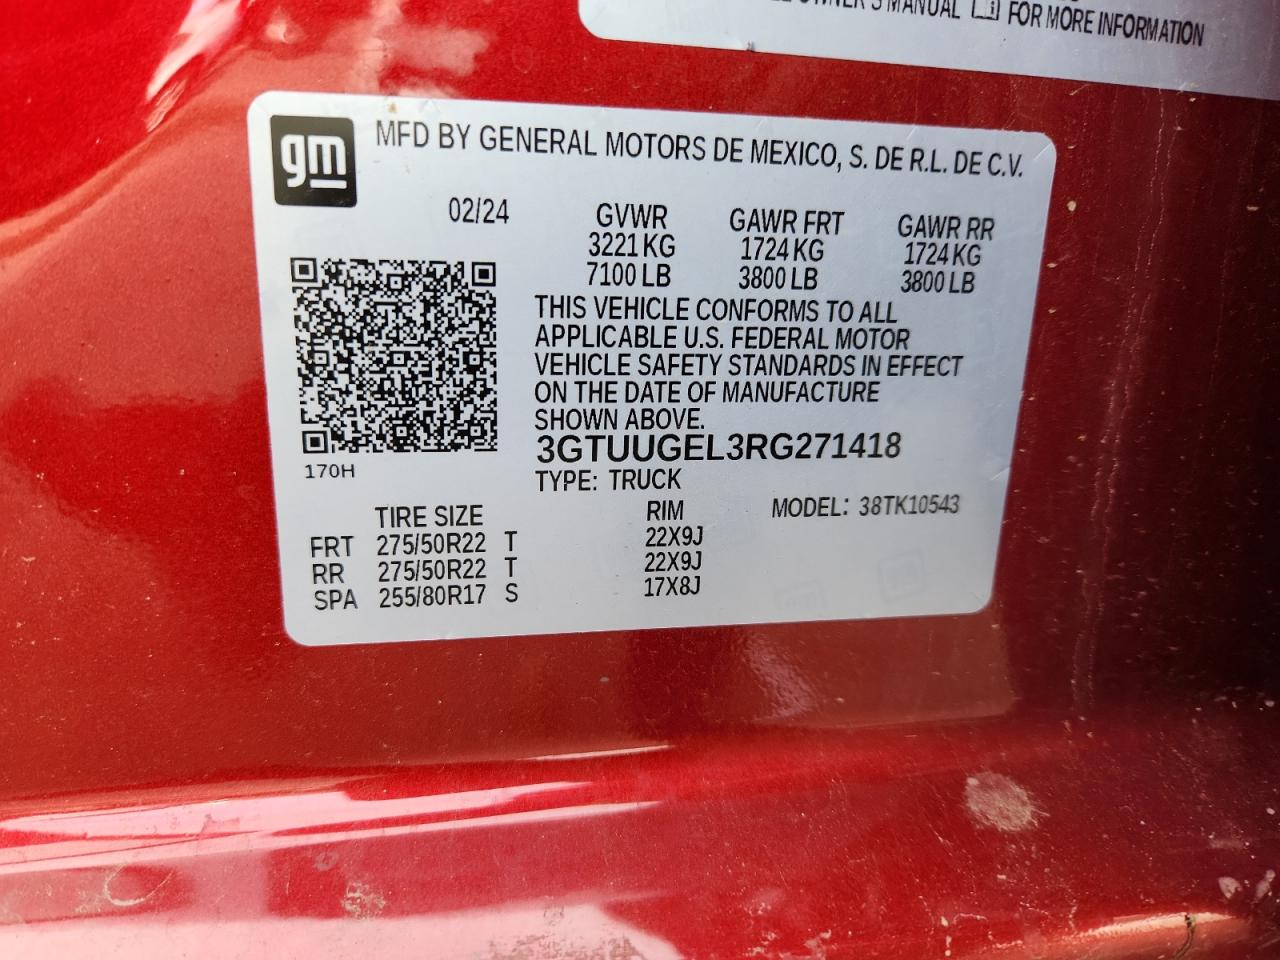 OWNER'S MANUAL FOR MORE INFORMATION
gm
MFD BY GENERAL MOTORS DE MEXICO, S. DE R.L. DE C.V.
02/24 GVWR GAWR FRT GAWR RR
3221 KG 1724 KG 1724 KG
7100 LB 3800 LB 3800 LB
THIS VEHICLE CONFORMS TO ALL
APPLICABLE U.S. FEDERAL MOTOR
VEHICLE SAFETY STANDARDS IN EFFECT
ON THE DATE OF MANUFACTURE
SHOWN ABOVE.
3GTUUGEL3RG271418
170H
TYPE: TRUCK
TIRE SIZE RIM MODEL: 38TK10543
FRT 275/50R22 T 22X9J
RR 275/50R22 T 22X9J
SPA 255/80R17 S 17X8J